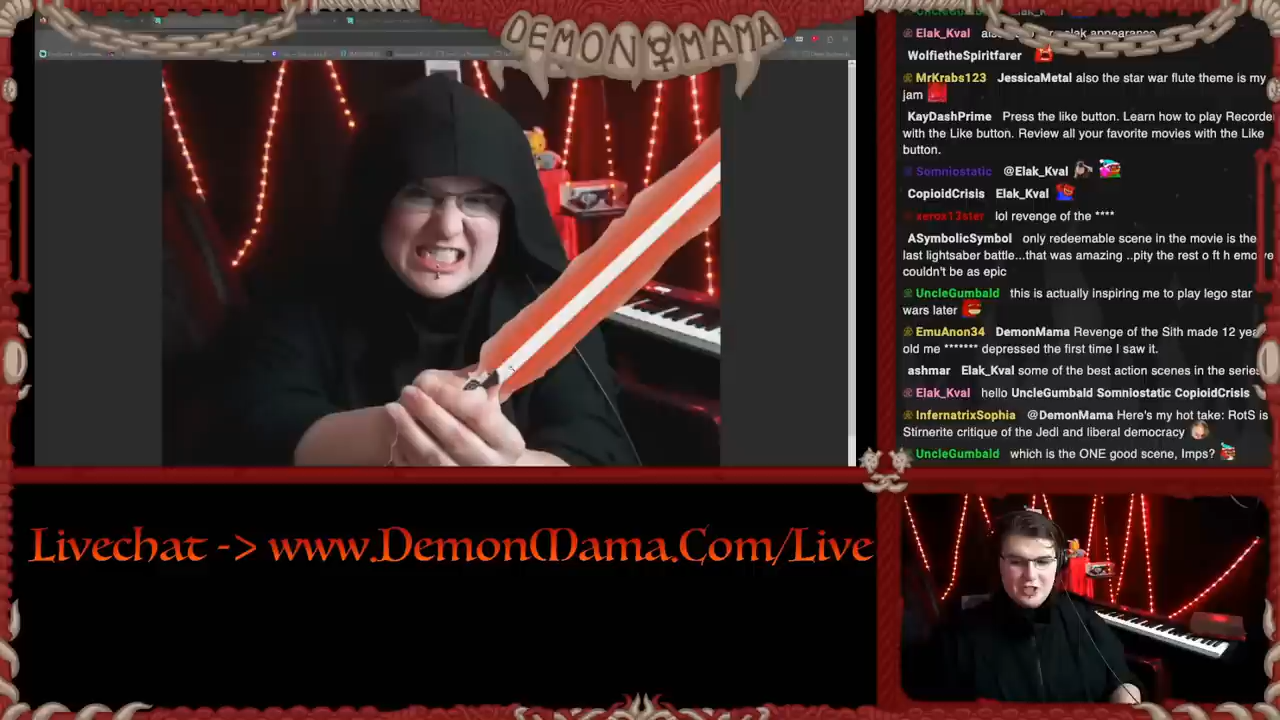 DEMON MAMA
Elak_Kval
WolfietheSpiritfarer
MrKrabs123 JessicaMetal also the star war flute theme is my
jam
KayDashPrime Press the like button. Learn how to play Recorde
with the Like button. Review all your favorite movies with the Like
button.
Somniostatic @Elak_Kval
CopioidCrisis Elak_Kval
xerox13ster lol revenge of the ****
ASymbolicSymbol only redeemable scene in the movie is the
last lightsaber battle...that was amazing ..pity the rest o ft h emo
couldn't be as epic
UncleGumbald this is actually inspiring me to play lego star
wars later
EmuAnon34 DemonMama Revenge of the Sith made 12 yea
old me ******* depressed the first time I saw it.
ashmar Elak_Kval some of the best action scenes in the series
Elak_Kval hello UncleGumbald Somniostatic CopioidCrisis
InfernatrixSophia @DemonMama Here's my hot take: RotS is
Stirnerite critique of the Jedi and liberal democracy
UncleGumbald which is the ONE good scene, Imps?
Livechat -> www.DemonMama.Com/Live